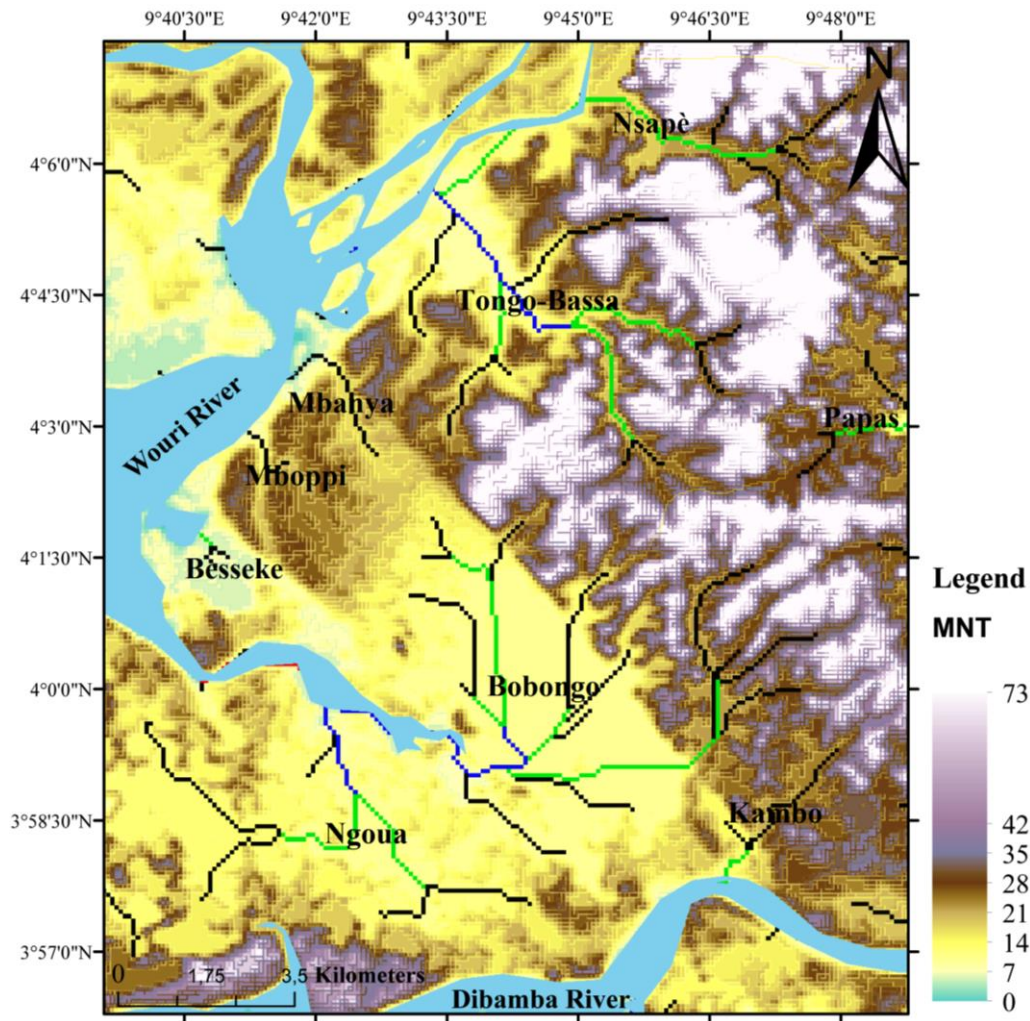 9°40'30"E 9°42'0"E 9°43'30"E 9°45'0"E 9°46'30"E 9°48'0"E
N
Nsapè
4°6'0"N
4°4'30"N
Tongo-Bassa
Mbahya
Wouri River
4°3'0"N
Papas
Mboppi
4°1'30"N
Besseke
Legend
MNT
4°0'0"N
Bobongo
73
3°58'30"N
Ngoua
Kambo
42
35
28
21
14
7
0
3°57'0"N
0 1,75 3,5 Kilometers
Dibamba River